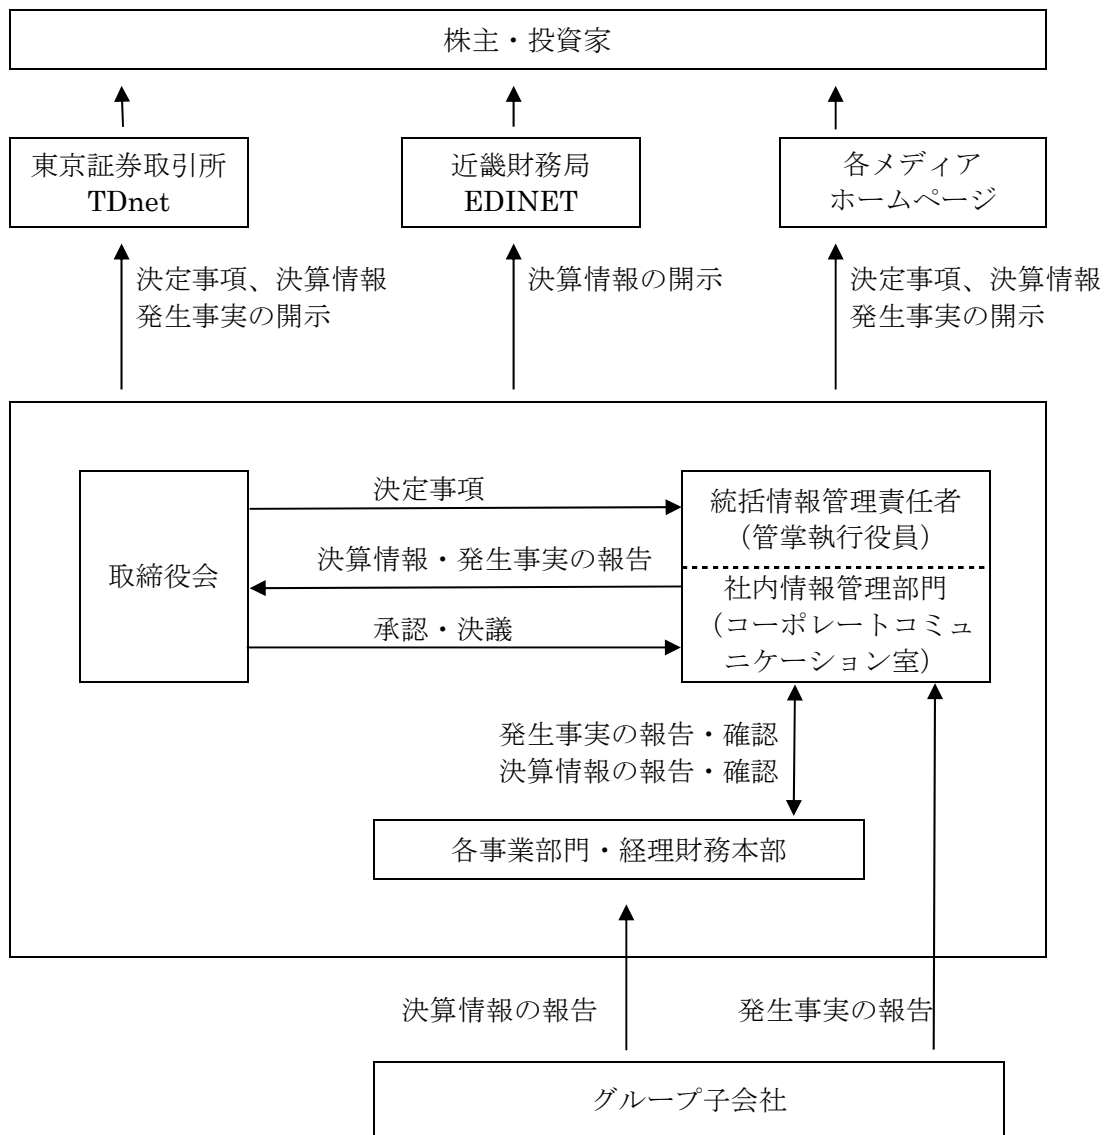 株主・投資家
東京証券取引所
TDnet
近畿財務局
EDINET
各メディア
ホームページ
決定事項、決算情報
発生事実の開示
決算情報の開示
決定事項、決算情報
発生事実の開示
取締役会
決定事項
決算情報・発生事実の報告
承認・決議
統括情報管理責任者
（管掌執行役員）
社内情報管理部門
（コーポレートコミュ
ニケーション室）
発生事実の報告・確認
決算情報の報告・確認
各事業部門・経理財務本部
決算情報の報告
発生事実の報告
グループ子会社